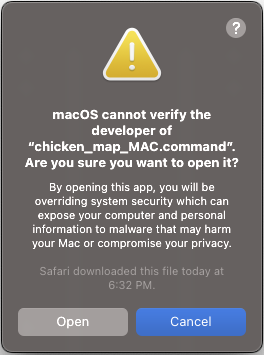 ?
macOS cannot verify the
developer of
“chicken_map_MAC.command”.
Are you sure you want to open it?
By opening this app, you will be
overriding system security which can
expose your computer and personal
information to malware that may harm
your Mac or compromise your privacy.
Safari downloaded this file today at
6:32 PM.
Open
Cancel